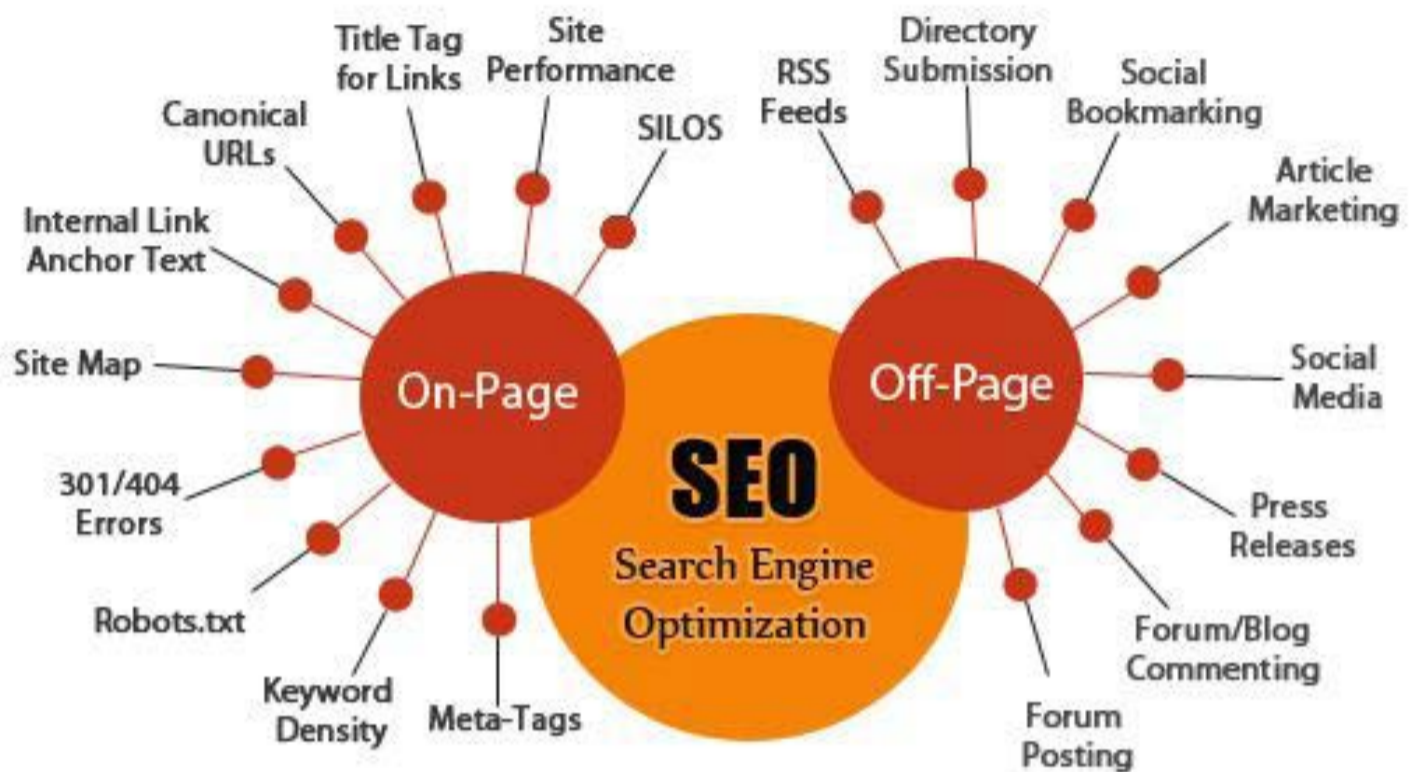 Title Tag
for Links
Site
Performance
SILOS
Canonical
URLs
Internal Link
Anchor Text
Site Map
301/404
Errors
Robots.txt
Keyword
Density
Meta-Tags
On-Page
SEO
Search Engine
Optimization
Off-Page
RSS
Feeds
Directory
Submission
Social
Bookmarking
Article
Marketing
Social
Media
Press
Releases
Forum/Blog
Commenting
Forum
Posting